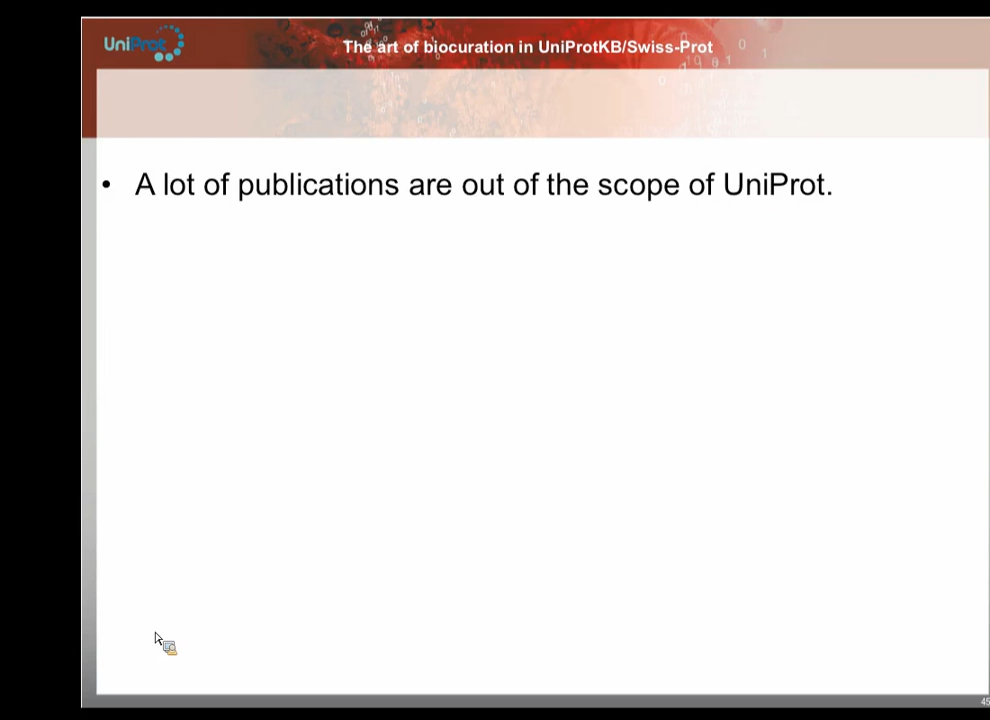 UniProt
The art of biocuration in UniProtKB/Swiss-Prot
• A lot of publications are out of the scope of UniProt.